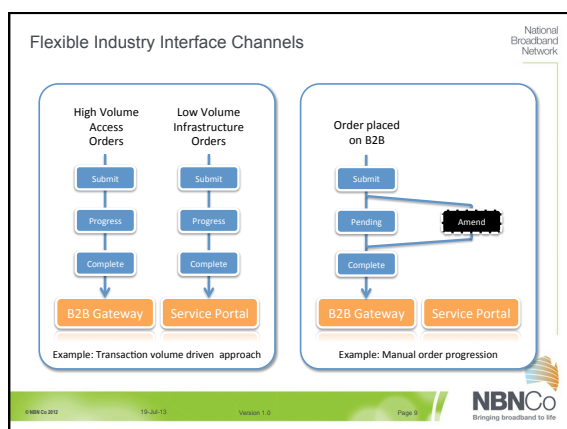 Flexible Industry Interface Channels
National
Broadband
Network
High Volume
Access
Orders
Submit
Progress
Complete
B2B Gateway
Low Volume
Infrastructure
Orders
Submit
Progress
Complete
Service Portal
Example: Transaction volume driven approach
Order placed
on B2B
Submit
Pending
Amend
Complete
B2B Gateway
Service Portal
Example: Manual order progression
© NBN Co 2012
19-Jul-13
Version 1.0
Page 9
NBNCo
Bringing broadband to life